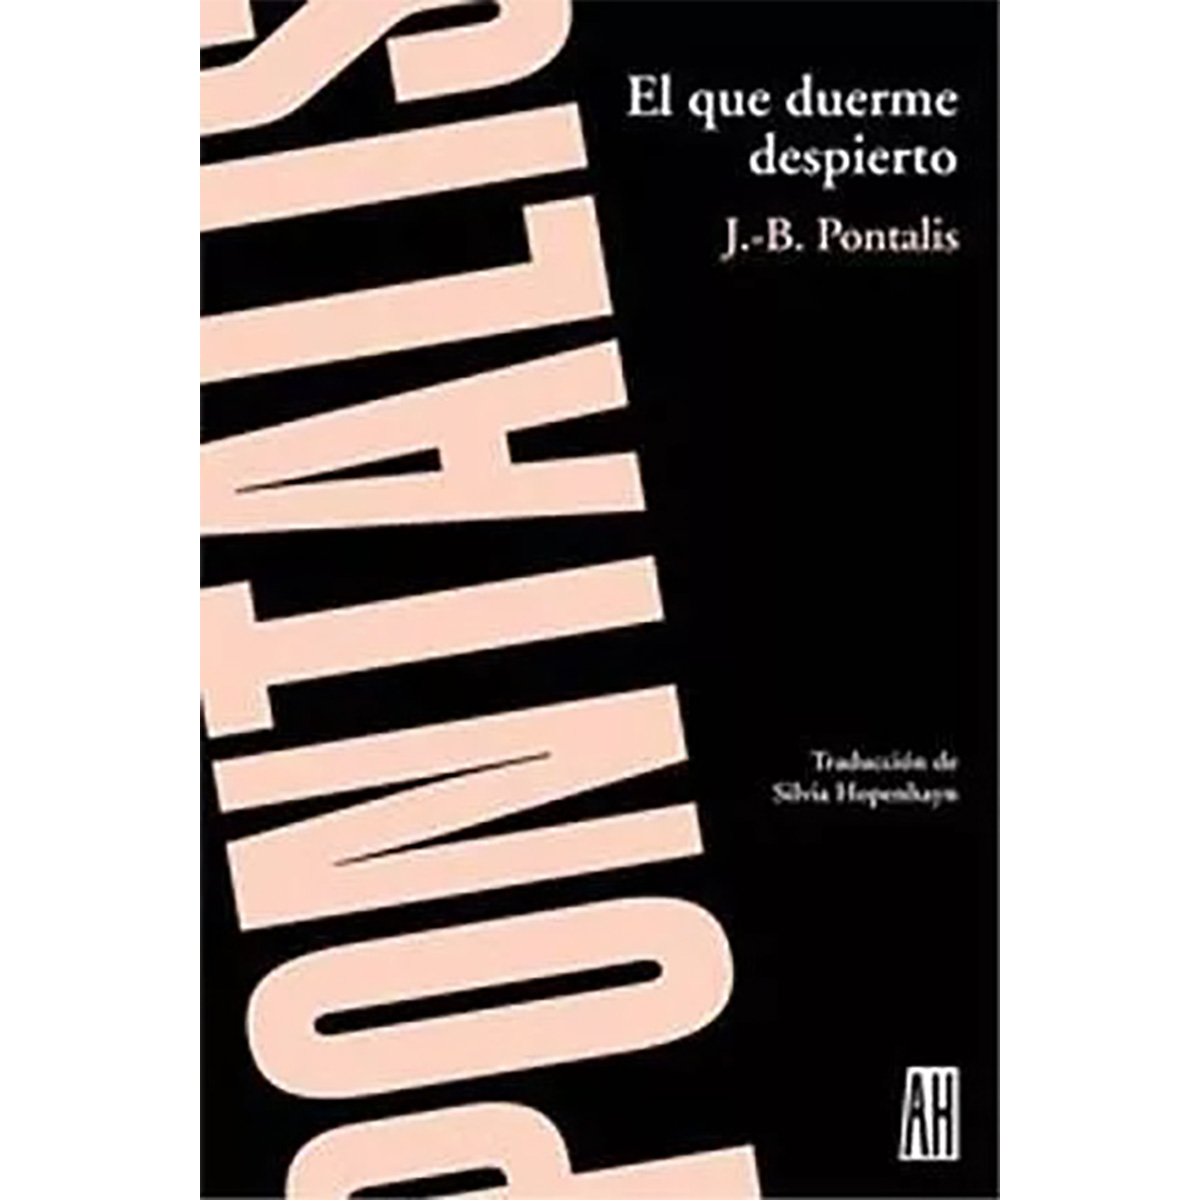 El que duerme
despierto
J.-B. Pontalis
PONTALIS
Traducción de
Silvia Hopenhayn
AH